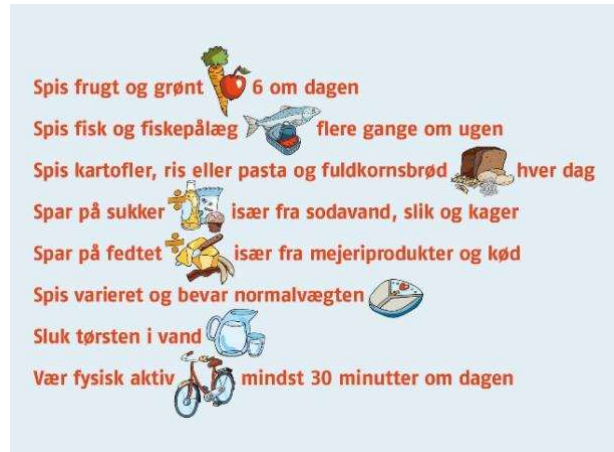 Spis frugt og grønt 6 om dagen
Spis fisk og fiskepålæg flere gange om ugen
Spis kartofler, ris eller pasta og fuldkornsbrød hver dag
Spar på sukker især fra sodavand, slik og kager
Spar på fedtet især fra mejeriprodukter og kød
Spis varieret og bevar normalvægten
Sluk tørsten i vand
Vær fysisk aktiv mindst 30 minutter om dagen